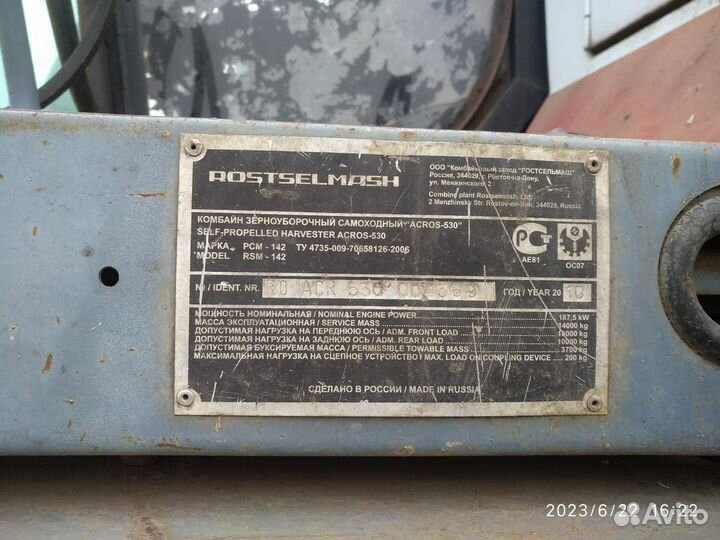 ROSTSELMASH
ООО "Комбайновый завод "РОСТСЕЛЬМАШ"
Россия, 344029, г. Ростов-на-Дону,
ул. Менжинского, 2
Combine plant Rostselmash, Ltd.
2 Menzhinsky Str. Rostov-on-Don, 344029, Russia
КОМБАЙН ЗЕРНОУБОРОЧНЫЙ САМОХОДНЫЙ "ACROS-530"
SELF-PROPELLED HARVESTER ACROS-530
МАРКА РСМ - 142 ТУ 4735-009-70658126-2006
MODEL RSM - 142
АЕ81
ОС07
№ / IDENT. NR. ACR 530
ГОД / YEAR 20 10
МОЩНОСТЬ НОМИНАЛЬНАЯ / NOMINAL ENGINE POWER 187,5 kW
МАССА ЭКСПЛУАТАЦИОННАЯ / SERVICE MASS 14000 kg
ДОПУСТИМАЯ НАГРУЗКА НА ПЕРЕДНЮЮ ОСЬ / ADM. FRONT LOAD
ДОПУСТИМАЯ НАГРУЗКА НА ЗАДНЮЮ ОСЬ / ADM. REAR LOAD 10000 kg
ДОПУСТИМАЯ БУКСИРУЕМАЯ МАССА / PERMISSIBLE TOWABLE MASS 3700 kg
МАКСИМАЛЬНАЯ НАГРУЗКА НА СЦЕПНОЕ УСТРОЙСТВО / MAX. LOAD ON COUPLING DEVICE 200 kg
СДЕЛАНО В РОССИИ / MADE IN RUSSIA
2023/6/22 16:22
Avito